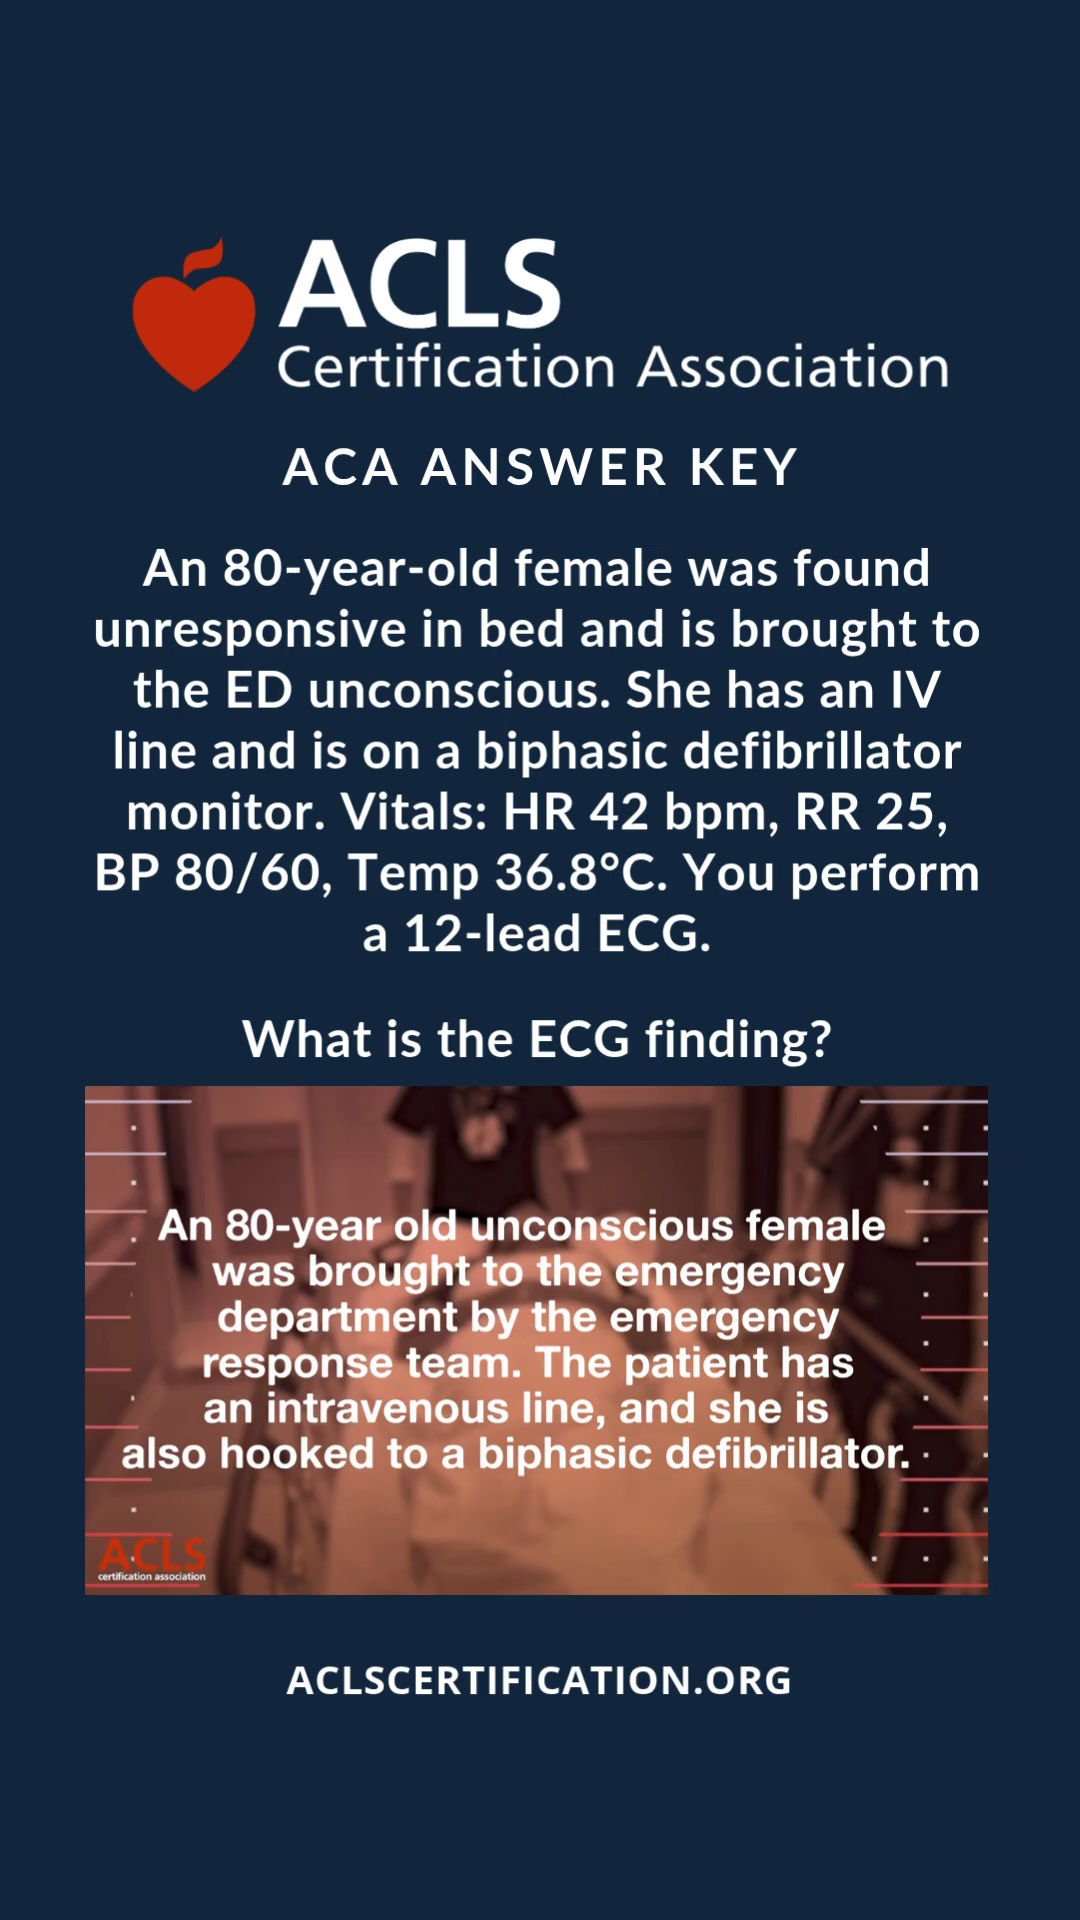 ACLS
Certification Association
ACA ANSWER KEY
An 80-year-old female was found
unresponsive in bed and is brought to
the ED unconscious. She has an IV
line and is on a biphasic defibrillator
monitor. Vitals: HR 42 bpm, RR 25,
BP 80/60, Temp 36.8°C. You perform
a 12-lead ECG.
What is the ECG finding?
An 80-year old unconscious female
was brought to the emergency
department by the emergency
response team. The patient has
an intravenous line, and she is
also hooked to a biphasic defibrillator.
ACLS
certification association
ACLSCERTIFICATION.ORG